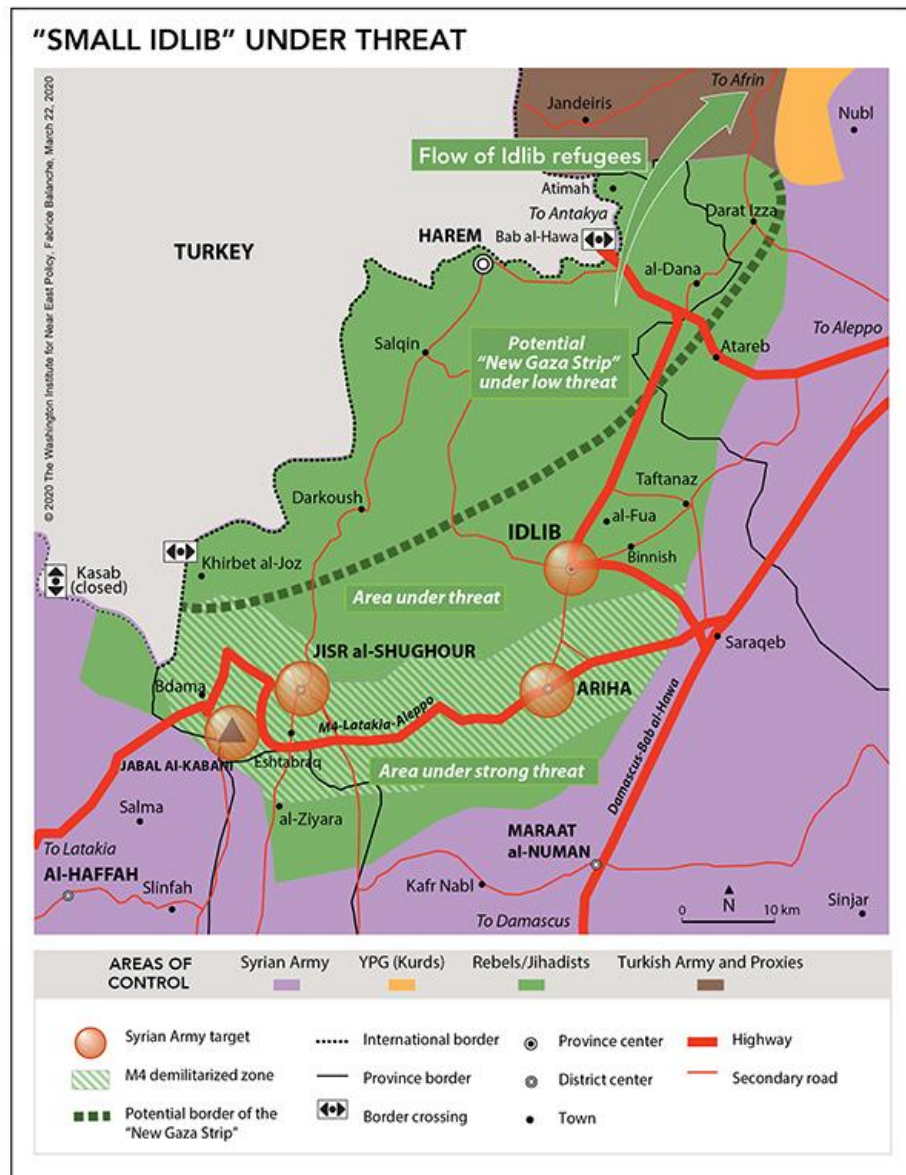 "SMALL IDLIB" UNDER THREAT
© 2020 The Washington Institute for Near East Policy, Fabrice Balanche, March 22, 2020
To Afrin
Jandeiris
Nubl
Flow of Idlib refugees
Atimah
To Antakya
Darat Izza
TURKEY
HAREM
Bab al-Hawa
al-Dana
Potential
"New Gaza Strip"
under low threat
To Aleppo
Salqin
Atareb
Darkoush
Taftanaz
al-Fua
IDLIB
Binnish
Kasab
(closed)
Khirbet al-Joz
Area under threat
JISR al-SHUGHOUR
Saraqeb
Bdama
ARIHA
M4-Latakia-Aleppo
JABAL AL-KABANI
Eshtabraq
Area under strong threat
Damascus-Bab al-Hawa
Salma
al-Ziyara
To Latakia
MARAAT
al-NUMAN
Al-HAFFAH
Slinfah
Kafr Nabl
To Damascus
N
0 10 km
Sinjar
AREAS OF
CONTROL
Syrian Army
YPG (Kurds)
Rebels/Jihadists
Turkish Army and Proxies
Syrian Army target
International border
Province center
Highway
M4 demilitarized zone
Province border
District center
Secondary road
Potential border of the
"New Gaza Strip"
Border crossing
Town